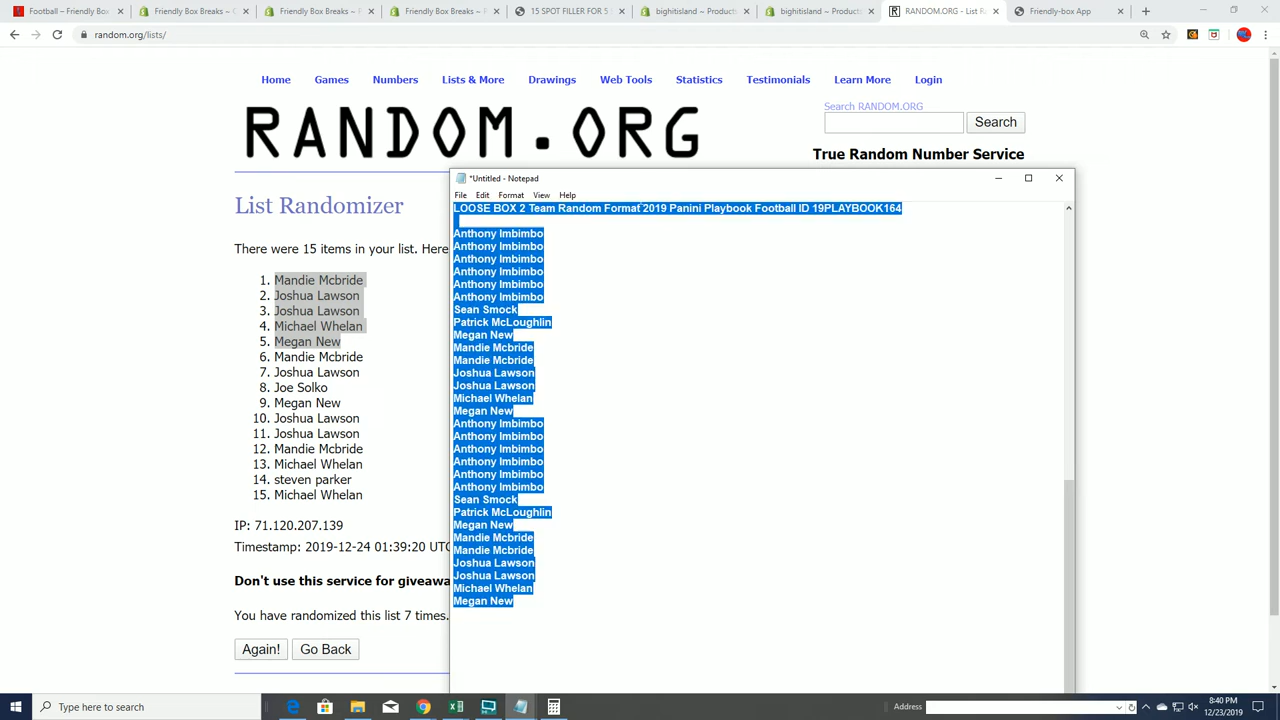 Football – Friendly Box
Friendly Box Breaks – C
Friendly Box Breaks – F
Friendly Box Breaks – F
15 SPOT FILLER FOR 5
bighitisland – Products
bighitisland – Products
RANDOM.ORG - List R
Friendly-box App
random.org/lists/
Home Games Numbers Lists & More Drawings Web Tools Statistics Testimonials Learn More Login
RANDOM.ORG
Search RANDOM.ORG
Search
True Random Number Service
List Randomizer
There were 15 items in your list. Here
1. Mandie Mcbride
2. Joshua Lawson
3. Joshua Lawson
4. Michael Whelan
5. Megan New
6. Mandie Mcbride
7. Joshua Lawson
8. Joe Solko
9. Megan New
10. Joshua Lawson
11. Joshua Lawson
12. Mandie Mcbride
13. Michael Whelan
14. steven parker
15. Michael Whelan
IP: 71.120.207.139
Timestamp: 2019-12-24 01:39:20 UTC
Don't use this service for giveawa
You have randomized this list 7 times.
Again!
Go Back
*Untitled - Notepad
File Edit Format View Help
LOOSE BOX 2 Team Random Format 2019 Panini Playbook Football ID 19PLAYBOOK164
Anthony Imbimbo
Anthony Imbimbo
Anthony Imbimbo
Anthony Imbimbo
Anthony Imbimbo
Anthony Imbimbo
Sean Smock
Patrick McLoughlin
Megan New
Mandie Mcbride
Mandie Mcbride
Joshua Lawson
Joshua Lawson
Michael Whelan
Megan New
Anthony Imbimbo
Anthony Imbimbo
Anthony Imbimbo
Anthony Imbimbo
Anthony Imbimbo
Anthony Imbimbo
Sean Smock
Patrick McLoughlin
Megan New
Mandie Mcbride
Mandie Mcbride
Joshua Lawson
Joshua Lawson
Michael Whelan
Megan New
Type here to search
Address
8:40 PM
12/23/2019